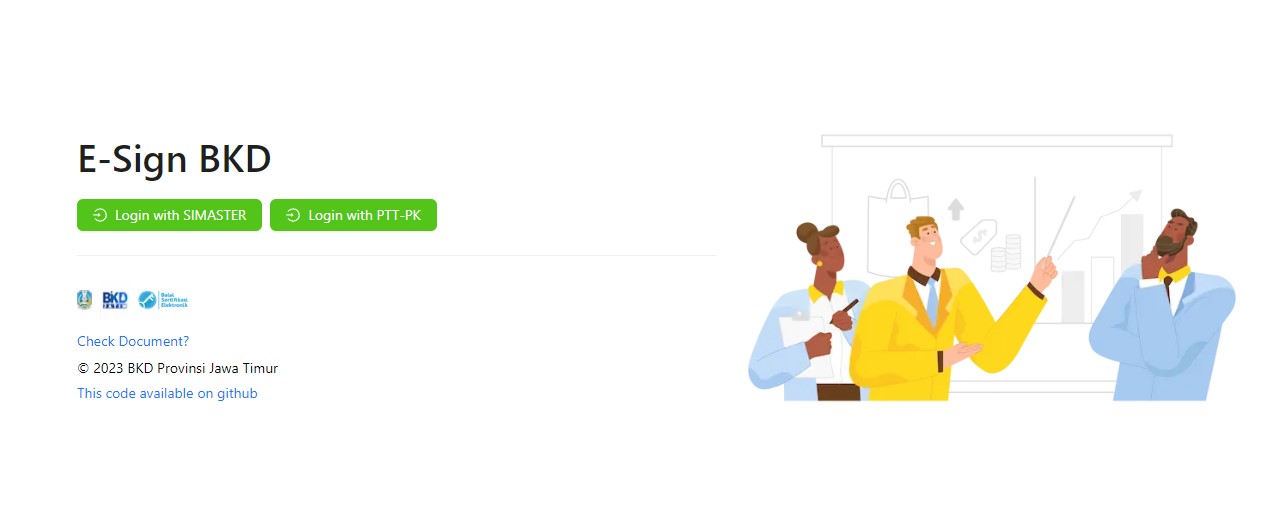 E-Sign BKD
Login with SIMASTER
Login with PTT-PK
BKD
JATIM
Balai
Sertifikasi
Elektronik
Check Document?
© 2023 BKD Provinsi Jawa Timur
This code available on github
$